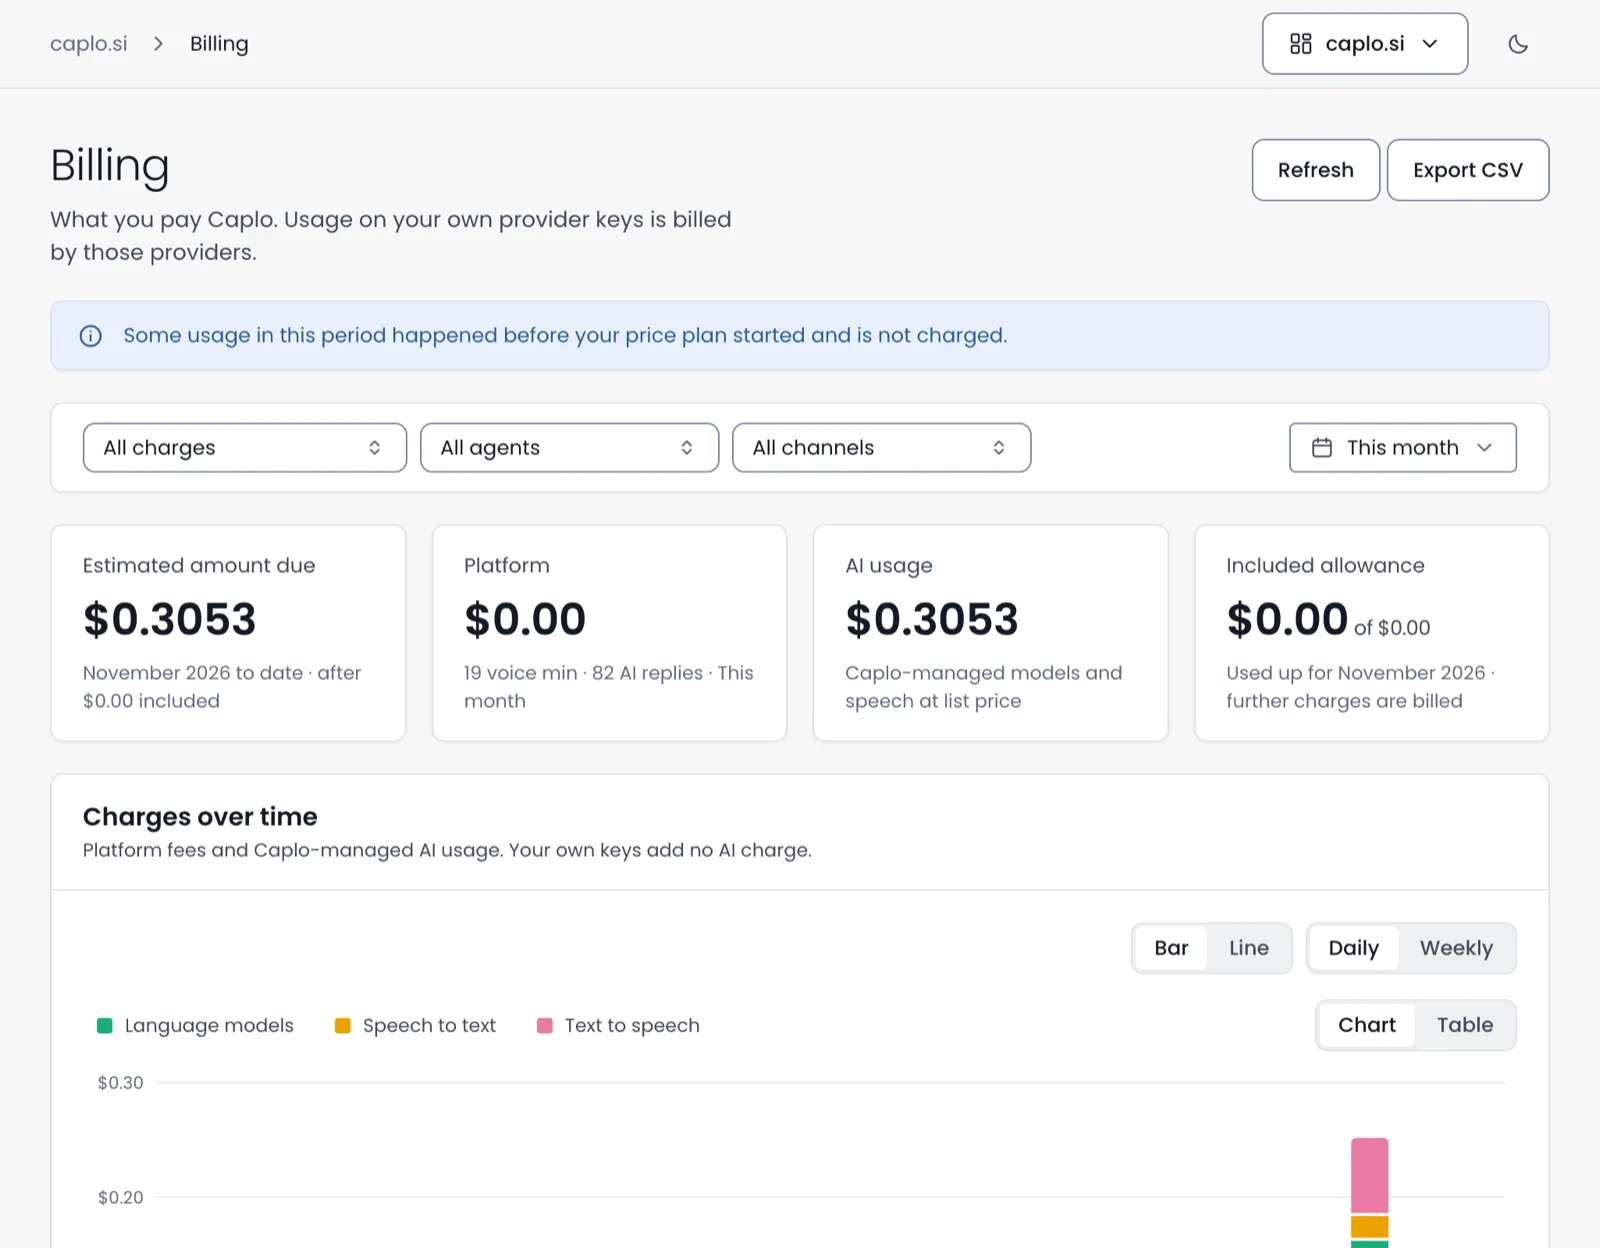 caplo.si > Billing
caplo.si
Billing
Refresh
Export CSV
What you pay Caplo. Usage on your own provider keys is billed
by those providers.
Some usage in this period happened before your price plan started and is not charged.
All charges
All agents
All channels
This month
Estimated amount due
$0.3053
November 2026 to date · after
$0.00 included
Platform
$0.00
19 voice min · 82 AI replies · This
month
AI usage
$0.3053
Caplo-managed models and
speech at list price
Included allowance
$0.00 of $0.00
Used up for November 2026 ·
further charges are billed
Charges over time
Platform fees and Caplo-managed AI usage. Your own keys add no AI charge.
Bar
Line
Daily
Weekly
Language models
Speech to text
Text to speech
Chart
Table
$0.30
$0.20